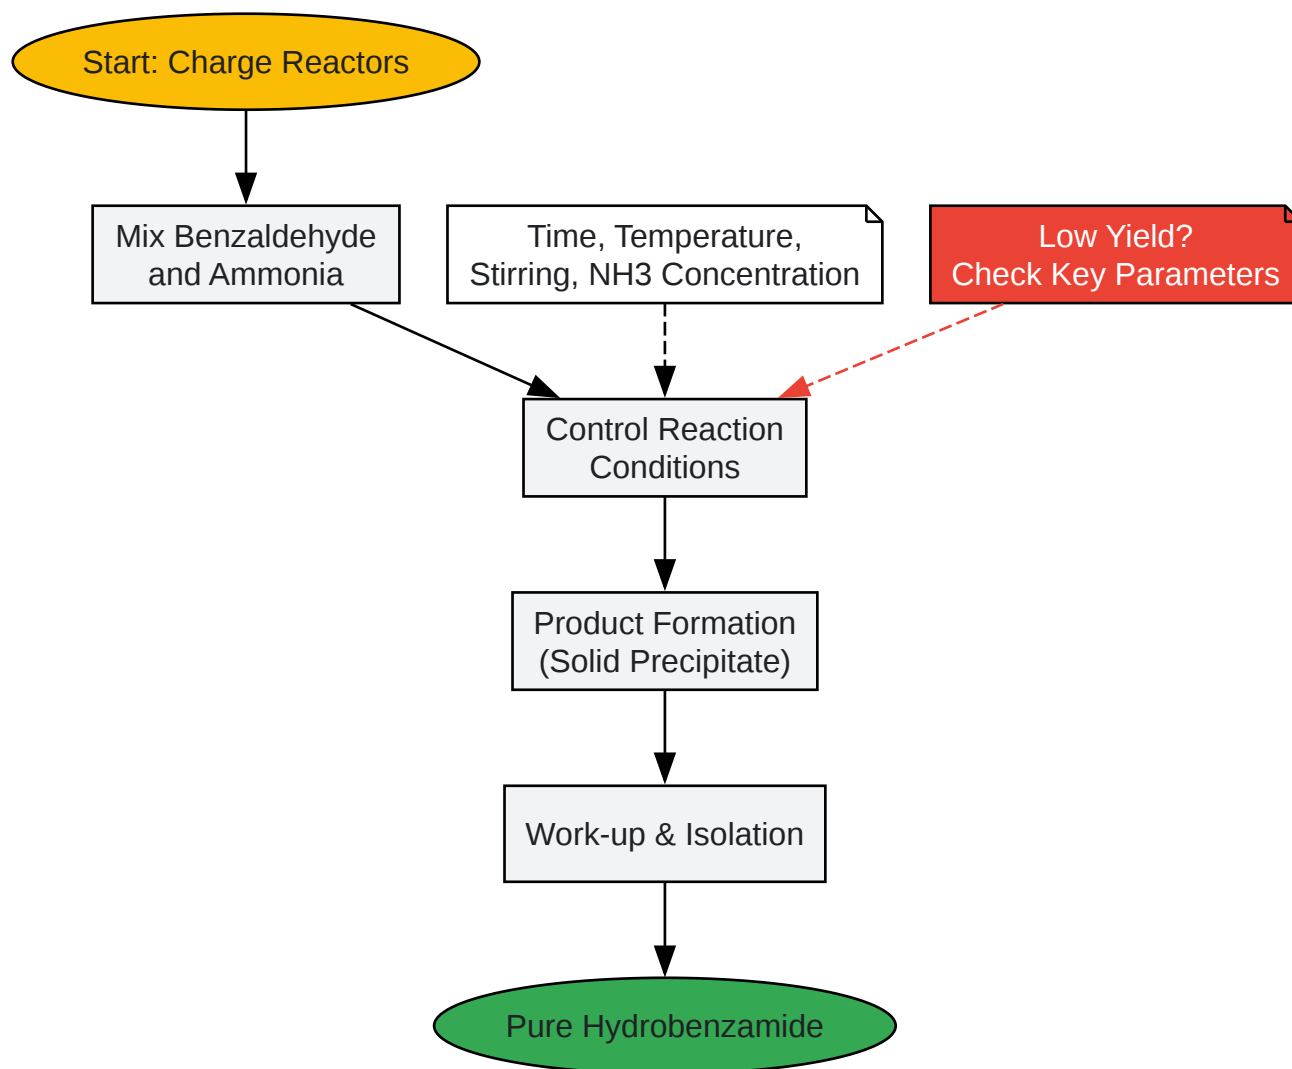 Start: Charge Reactors
Mix Benzaldehyde
and Ammonia
Time, Temperature,
Stirring, NH3 Concentration
Low Yield?
Check Key Parameters
Control Reaction
Conditions
Product Formation
(Solid Precipitate)
Work-up & Isolation
Pure Hydrobenzamide